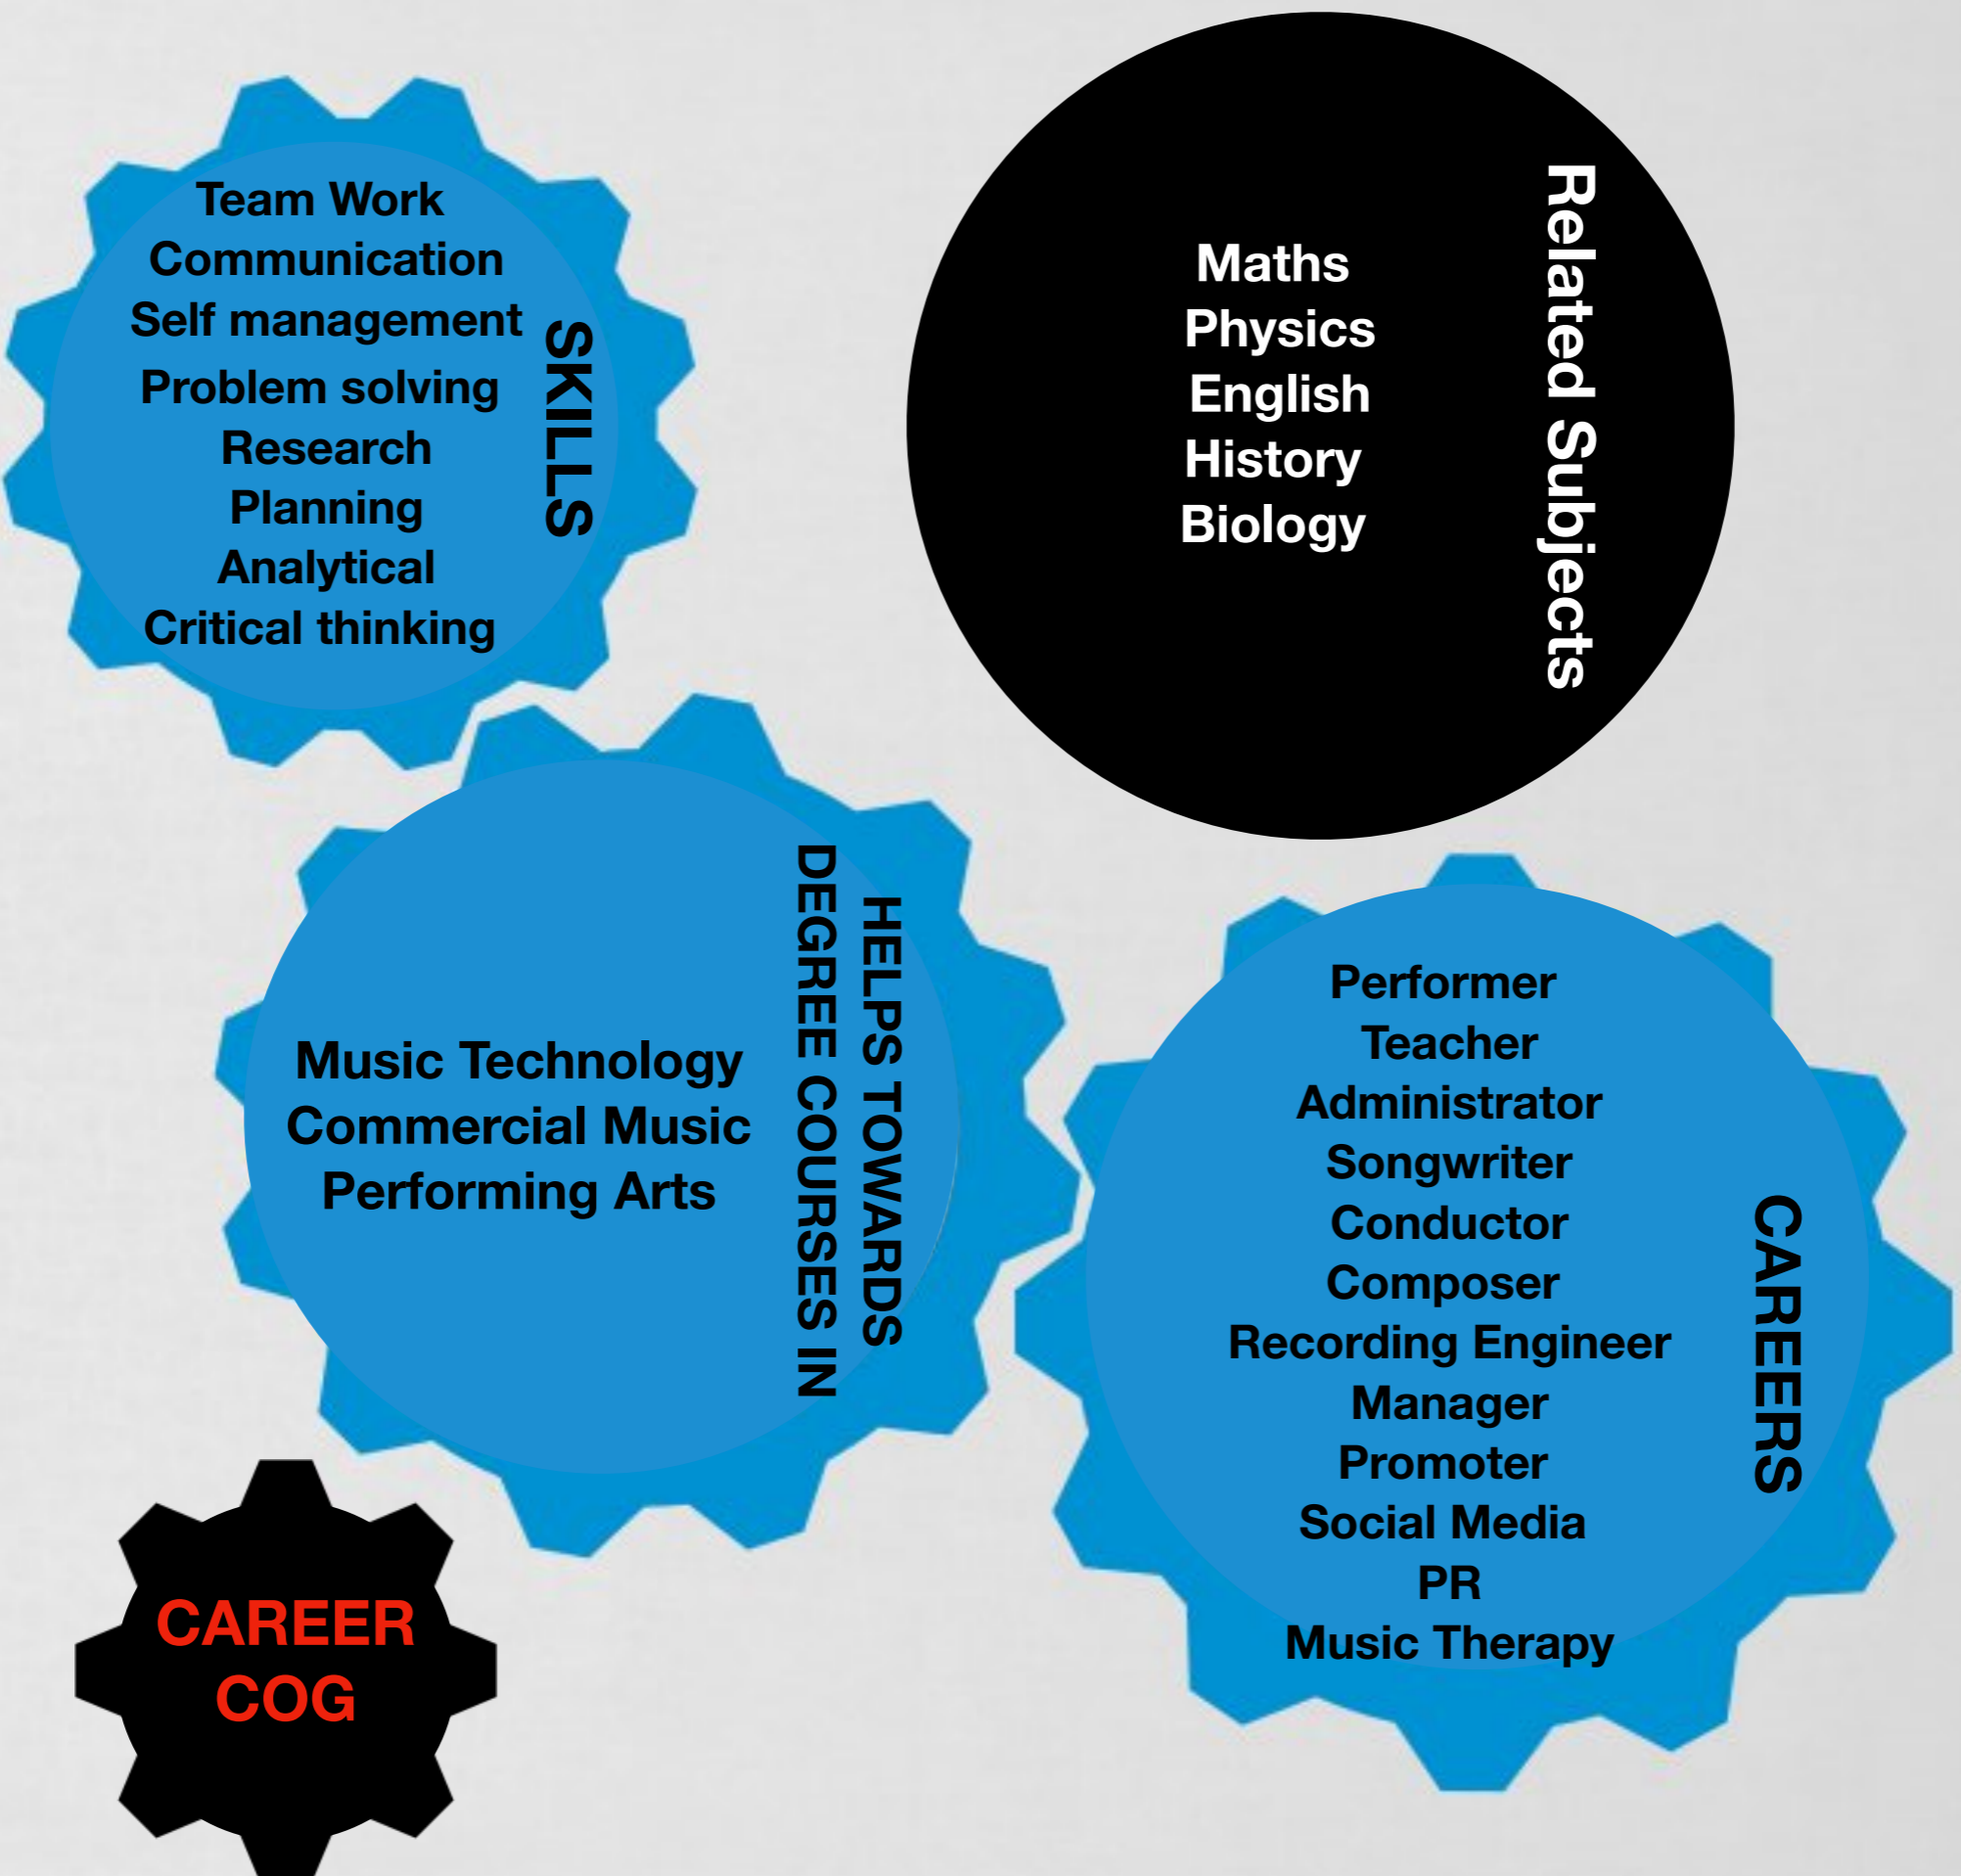 Team Work
Communication
Self management
Problem solving
Research
Planning
Analytical
Critical thinking
SKILLS
Maths
Physics
English
History
Biology
Related Subjects
Music Technology
Commercial Music
Performing Arts
HELPS TOWARDS
DEGREE COURSES IN
Performer
Teacher
Administrator
Songwriter
Conductor
Composer
Recording Engineer
Manager
Promoter
Social Media
PR
Music Therapy
CAREERS
CAREER
COG